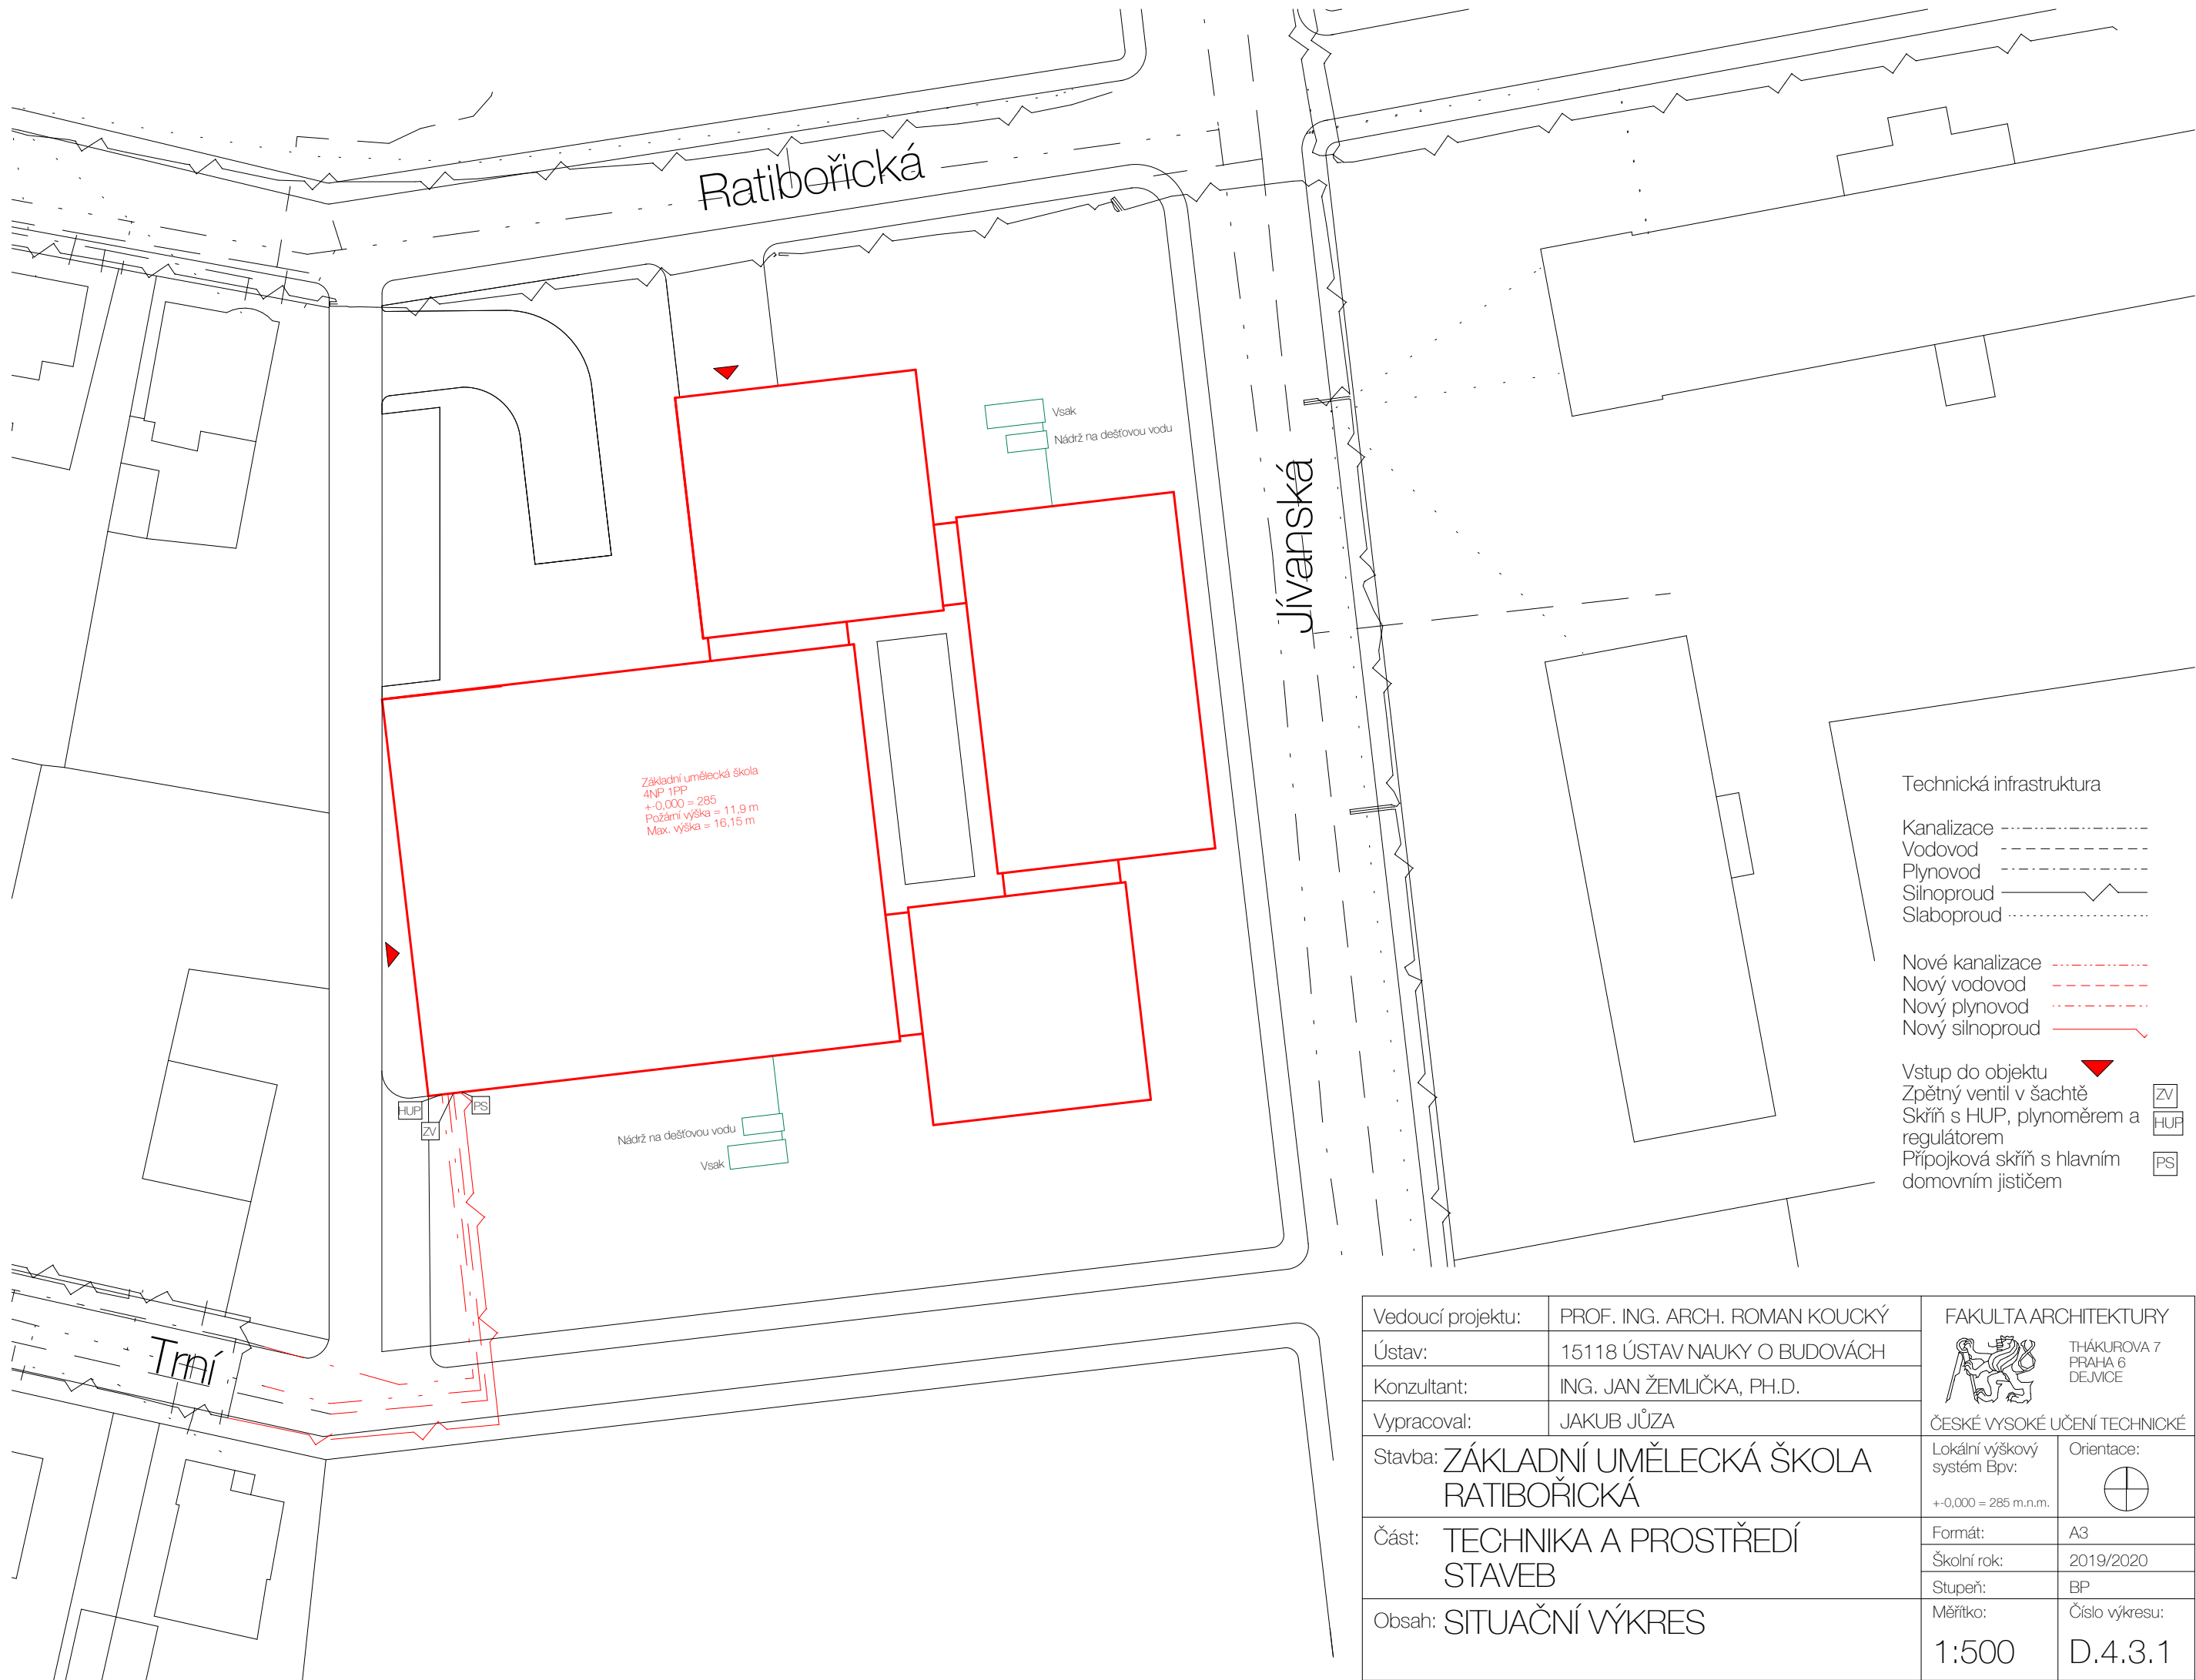 Ratibořická
Jívanská
Trní
Vsak
Nádrž na dešťovou vodu
Základní umělecká škola
4NP 1PP
+-0,000 = 285
Požární výška = 11,9 m
Max. výška = 16,15 m
HUP
ZV
PS
Nádrž na dešťovou vodu
Vsak
Technická infrastruktura
Kanalizace
Vodovod
Plynovod
Silnoproud
Slaboproud
Nové kanalizace
Nový vodovod
Nový plynovod
Nový silnoproud
Vstup do objektu
Zpětný ventil v šachtě ZV
Skříň s HUP, plynoměrem a HUP
regulátorem
Přípojková skříň s hlavním PS
domovním jističem
Vedoucí projektu: PROF. ING. ARCH. ROMAN KOUCKÝ
Ústav: 15118 ÚSTAV NAUKY O BUDOVÁCH
Konzultant: ING. JAN ŽEMLIČKA, PH.D.
Vypracoval: JAKUB JŮZA
FAKULTA ARCHITEKTURY
THÁKUROVA 7
PRAHA 6
DEJVICE
ČESKÉ VYSOKÉ UČENÍ TECHNICKÉ
Stavba: ZÁKLADNÍ UMĚLECKÁ ŠKOLA
RATIBOŘICKÁ
Lokální výškový
systém Bpv:
+-0,000 = 285 m.n.m.
Orientace:
Část: TECHNIKA A PROSTŘEDÍ
STAVEB
Formát: A3
Školní rok: 2019/2020
Stupeň: BP
Obsah: SITUAČNÍ VÝKRES
Měřítko:
1:500
Číslo výkresu:
D.4.3.1